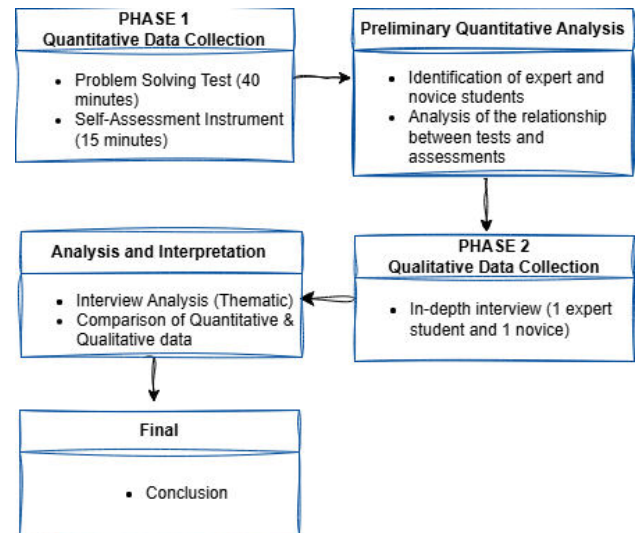 PHASE 1
Quantitative Data Collection
• Problem Solving Test (40
minutes)
• Self-Assessment Instrument
(15 minutes)
Preliminary Quantitative Analysis
• Identification of expert and
novice students
• Analysis of the relationship
between tests and
assessments
PHASE 2
Qualitative Data Collection
• In-depth interview (1 expert
student and 1 novice)
Analysis and Interpretation
• Interview Analysis (Thematic)
• Comparison of Quantitative &
Qualitative data
Final
• Conclusion